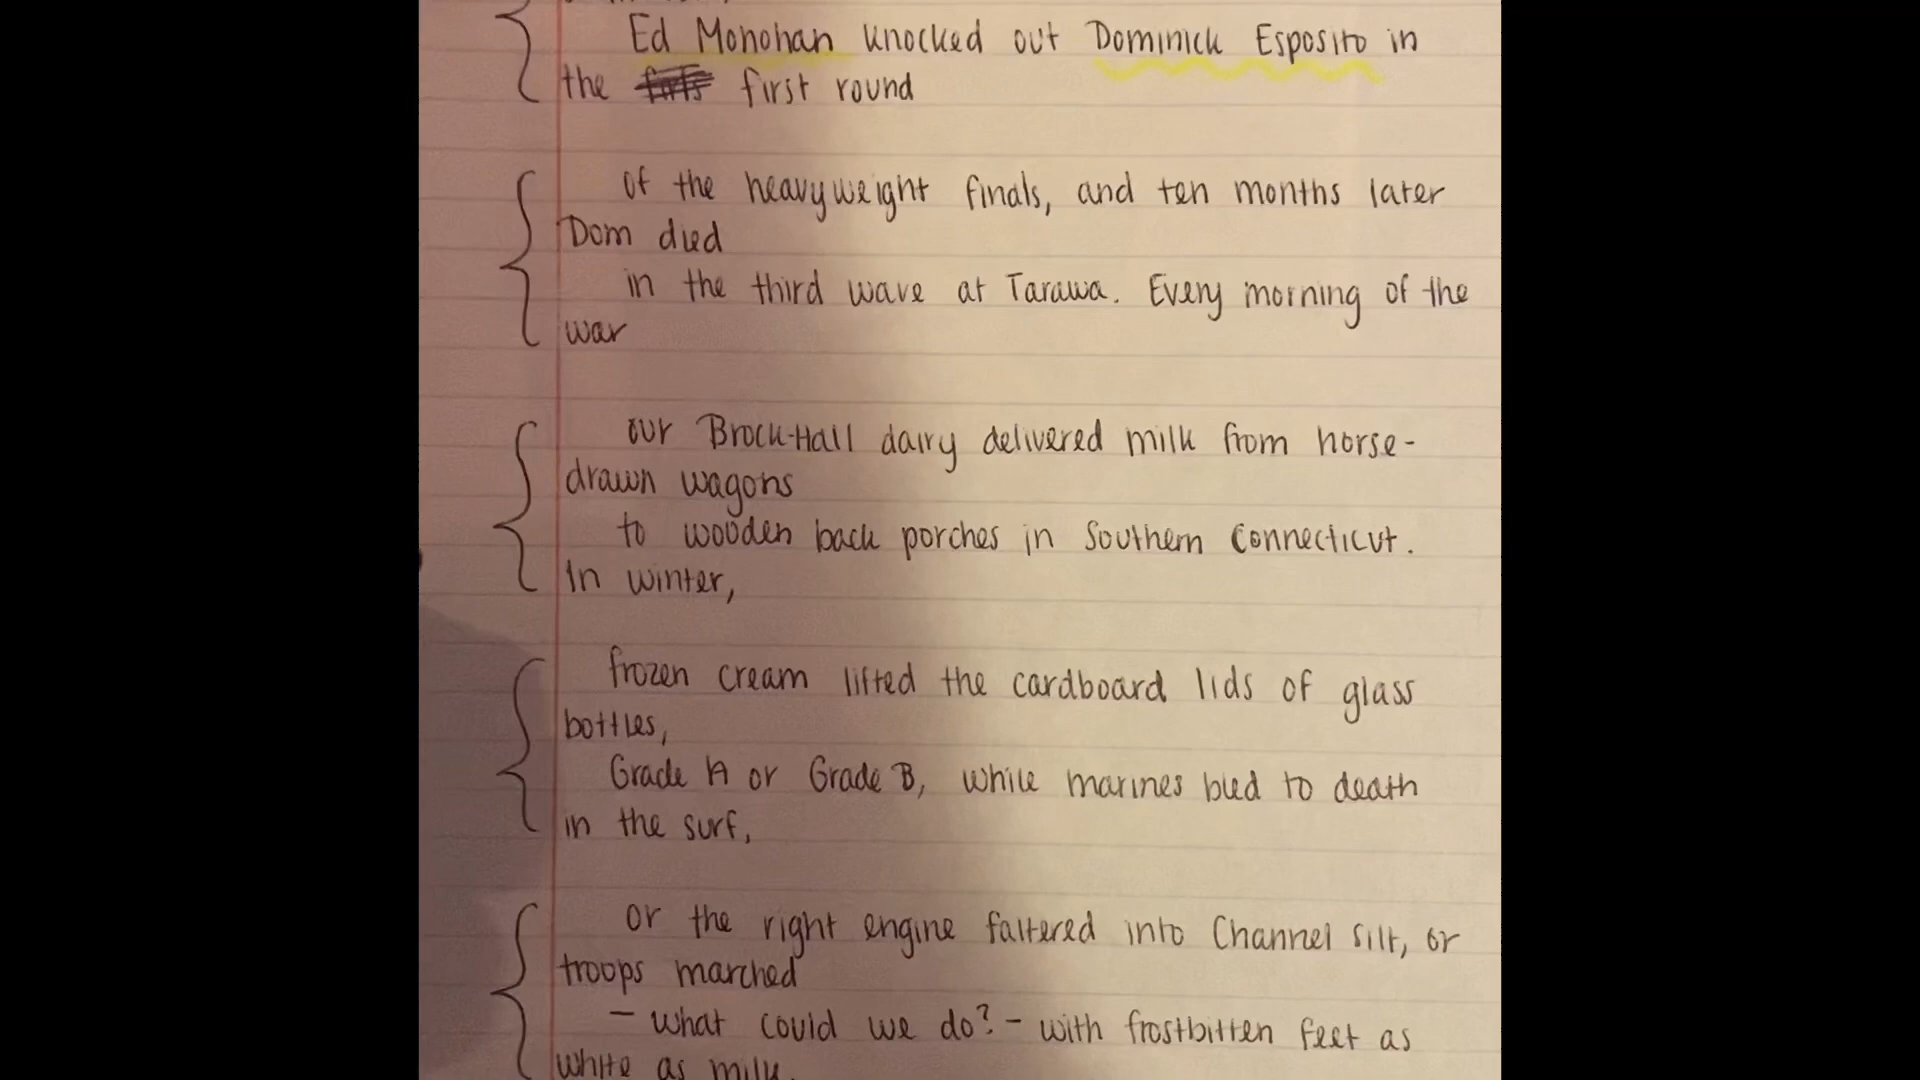 Ed Monohan knocked out Dominick Esposito in
the first round
of the heavyweight finals, and ten months later
Dom died
in the third wave at Tarawa. Every morning of the
war
our Brock-Hall dairy delivered milk from horse-
drawn wagons
to wooden back porches in Southern Connecticut.
In winter,
frozen cream lifted the cardboard lids of glass
bottles,
Grade A or Grade B, while marines bled to death
in the surf,
or the right engine faltered into Channel silt, or
troops marched
- what could we do? - with frostbitten feet as
white as milk.